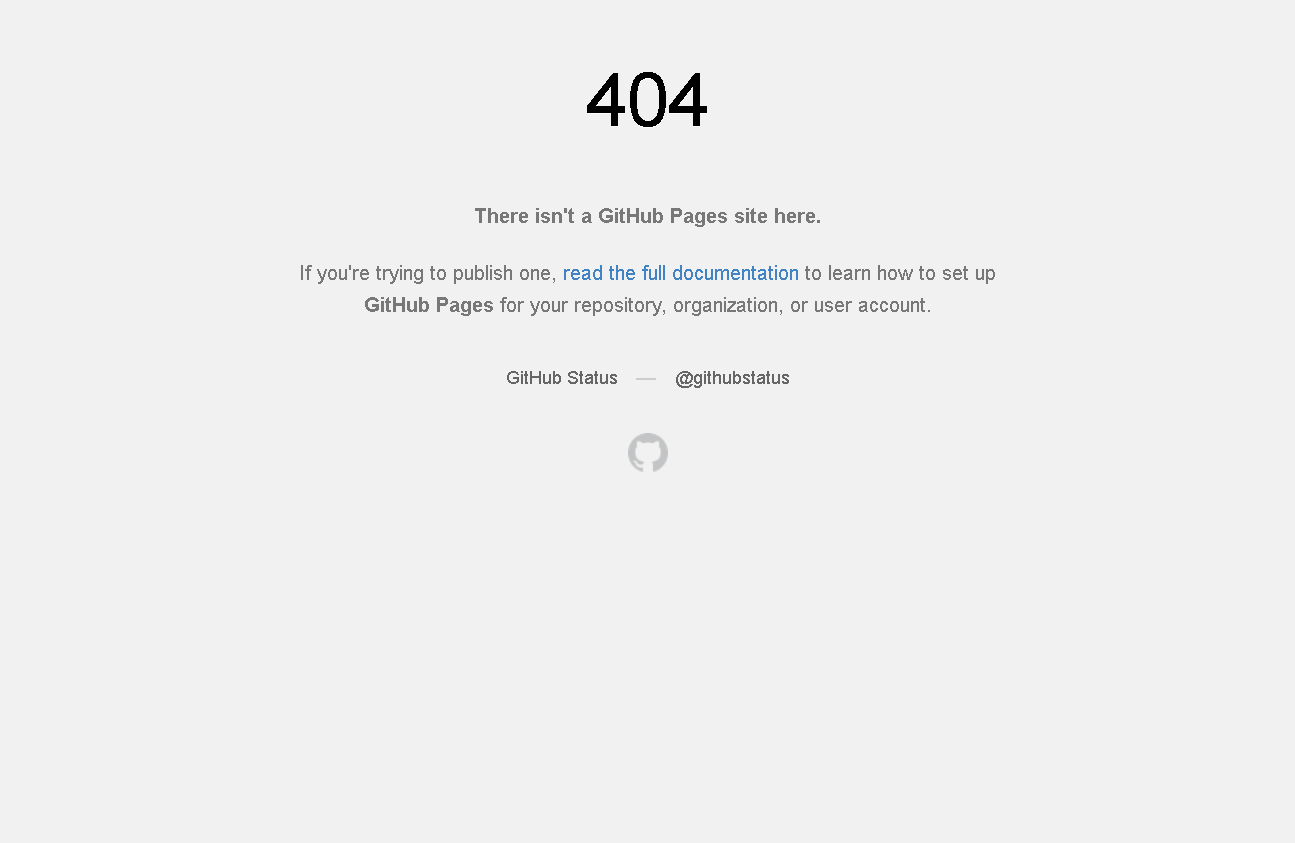 404
There isn't a GitHub Pages site here.
If you're trying to publish one, read the full documentation to learn how to set up
GitHub Pages for your repository, organization, or user account.
GitHub Status — @githubstatus